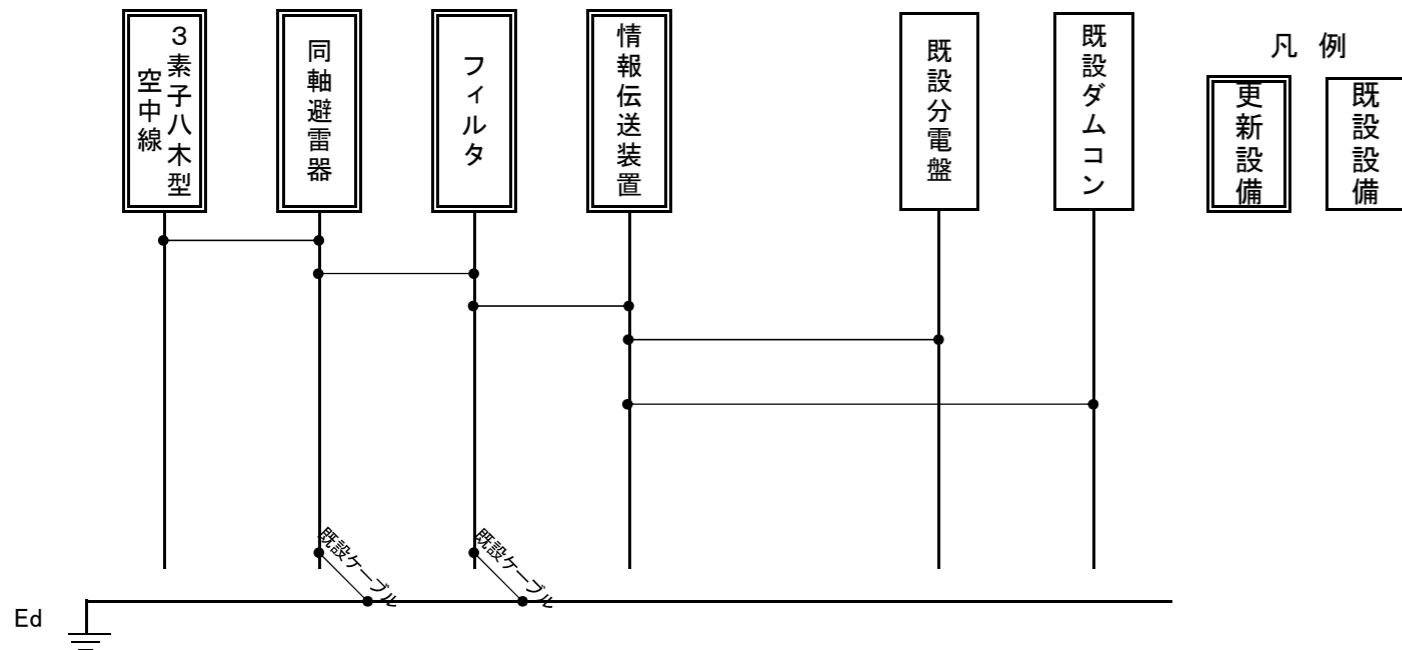 ３素子八木型
空中線
同軸避雷器
フィルタ
情報伝送装置
既設分電盤
既設ダムコン
凡 例
更新設備
既設設備
既設ケーブル
既設ケーブル
Ed